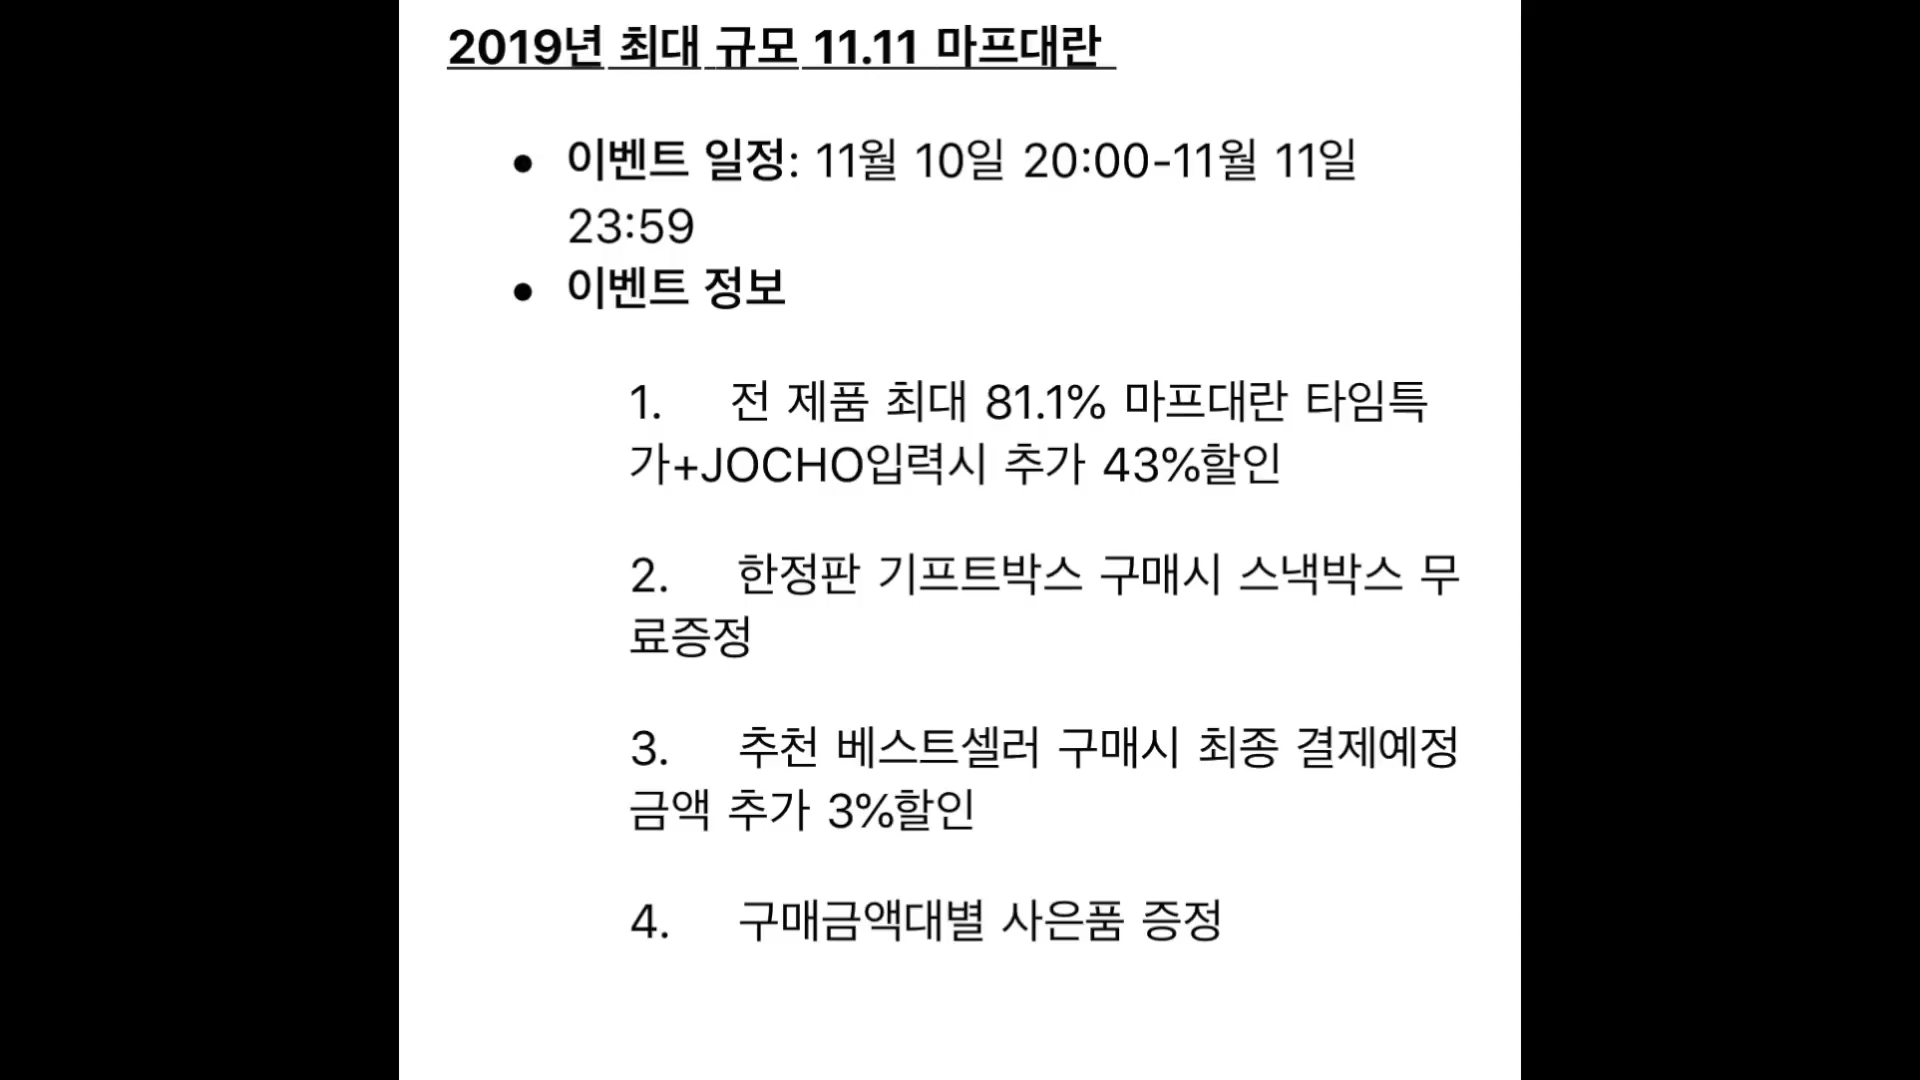 2019년 최대 규모 11.11 마프대란
• 이벤트 일정: 11월 10일 20:00-11월 11일
23:59
• 이벤트 정보
1. 전 제품 최대 81.1% 마프대란 타임특
가+JOCHO입력시 추가 43%할인
2. 한정판 기프트박스 구매시 스낵박스 무
료증정
3. 추천 베스트셀러 구매시 최종 결제예정
금액 추가 3%할인
4. 구매금액대별 사은품 증정